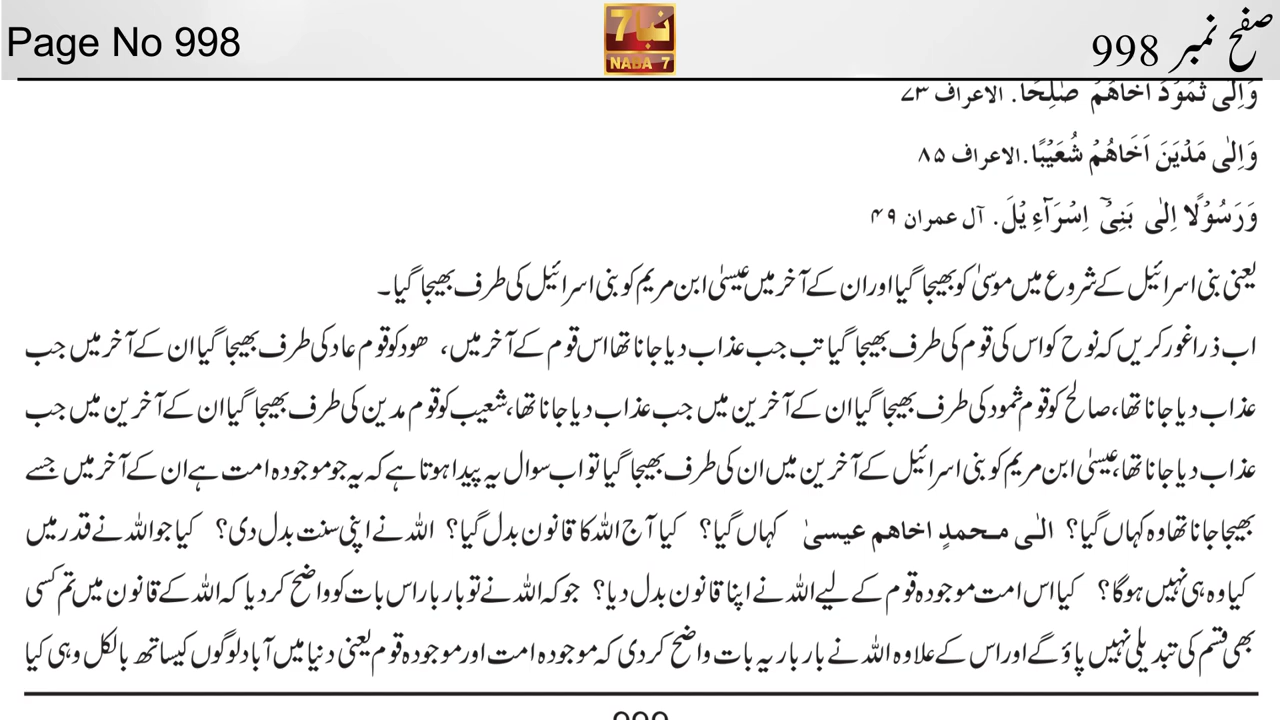 Page No 998
نبا 7
NABA 7
صفحہ نمبر 998
وَاِلٰی ثَمُوْدَ اَخَاهُمْ صٰلِحًا. الاعراف ۷۳
وَاِلٰی مَدْیَنَ اَخَاهُمْ شُعَیْبًا. الاعراف ۸۵
وَرَسُوْلًا اِلٰی بَنِیْٓ اِسْرَآءِیْلَ. آل عمران ۴۹
یعنی بنی اسرائیل کے شروع میں موسیٰ کو بھیجا گیا اور ان کے آخر میں عیسیٰ ابن مریم کو بنی اسرائیل کی طرف بھیجا گیا۔
اب ذرا غور کریں کہ نوح کو اس کی قوم کی طرف بھیجا گیا تب جب عذاب دیا جانا تھا اس قوم کے آخر میں، ھود کو قوم عاد کی طرف بھیجا گیا ان کے آخر میں جب
عذاب دیا جانا تھا، صالح کو قوم ثمود کی طرف بھیجا گیا ان کے آخرین میں جب عذاب دیا جانا تھا، شعیب کو قوم مدین کی طرف بھیجا گیا ان کے آخرین میں جب
عذاب دیا جانا تھا، عیسیٰ ابن مریم کو بنی اسرائیل کے آخرین میں ان کی طرف بھیجا گیا تو اب سوال یہ پیدا ہوتا ہے کہ یہ جو موجودہ امت ہے ان کے آخر میں جسے
بھیجا جانا تھا وہ کہاں گیا؟ الٰی محمدٍ اخاهم عیسیٰ کہاں گیا؟ کیا آج اللہ کا قانون بدل گیا؟ اللہ نے اپنی سنت بدل دی؟ کیا جو اللہ نے قدر میں
کیا وہ ہی نہیں ہوگا؟ کیا اس امت موجودہ قوم کے لیے اللہ نے اپنا قانون بدل دیا؟ جو کہ اللہ نے تو بار بار اس بات کو واضح کر دیا کہ اللہ کے قانون میں تم کسی
بھی قسم کی تبدیلی نہیں پاؤ گے اور اس کے علاوہ اللہ نے بار بار یہ بات واضح کر دی کہ موجودہ امت اور موجودہ قوم یعنی دنیا میں آباد لوگوں کیساتھ بالکل وہی کیا